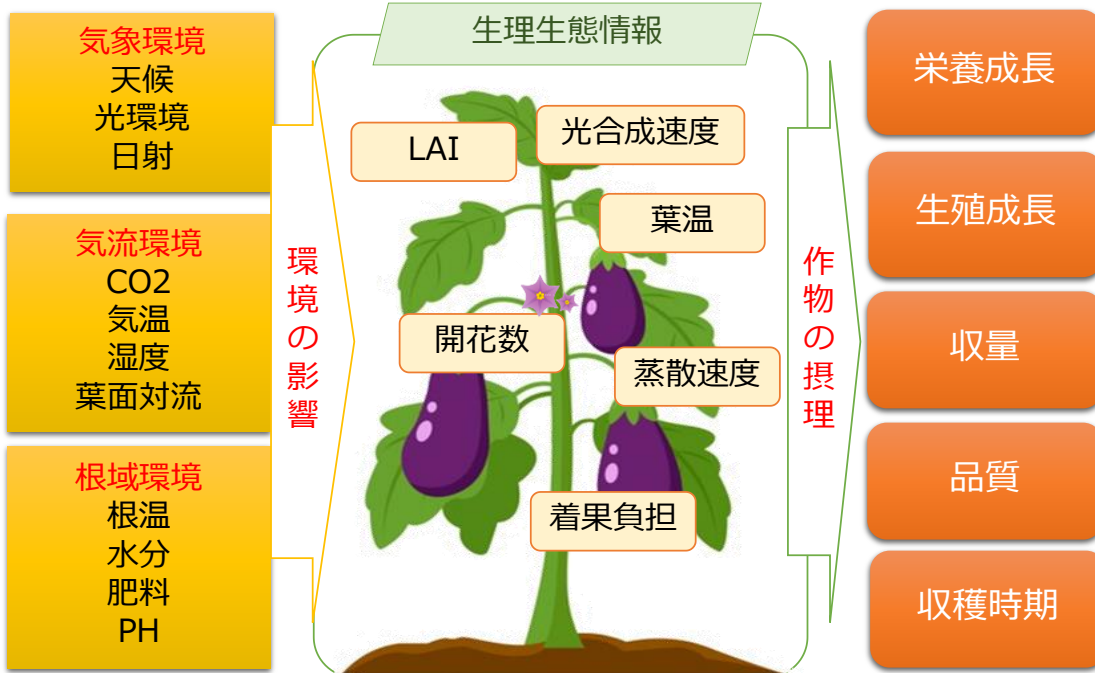 気象環境
天候
光環境
日射
気流環境
CO2
気温
湿度
葉面対流
根域環境
根温
水分
肥料
PH
環境の影響
生理生態情報
LAI
光合成速度
葉温
開花数
蒸散速度
着果負担
作物の摂理
栄養成長
生殖成長
収量
品質
収穫時期